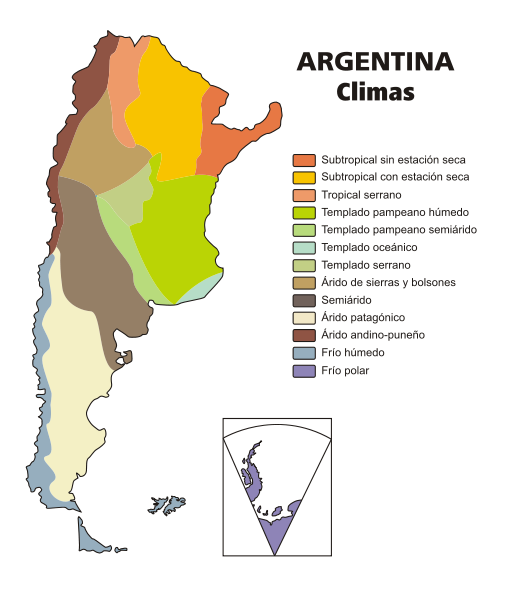 ARGENTINA
Climas
Subtropical sin estación seca
Subtropical con estación seca
Tropical serrano
Templado pampeano húmedo
Templado pampeano semiárido
Templado oceánico
Templado serrano
Árido de sierras y bolsones
Semiárido
Árido patagónico
Árido andino-puneño
Frío húmedo
Frío polar